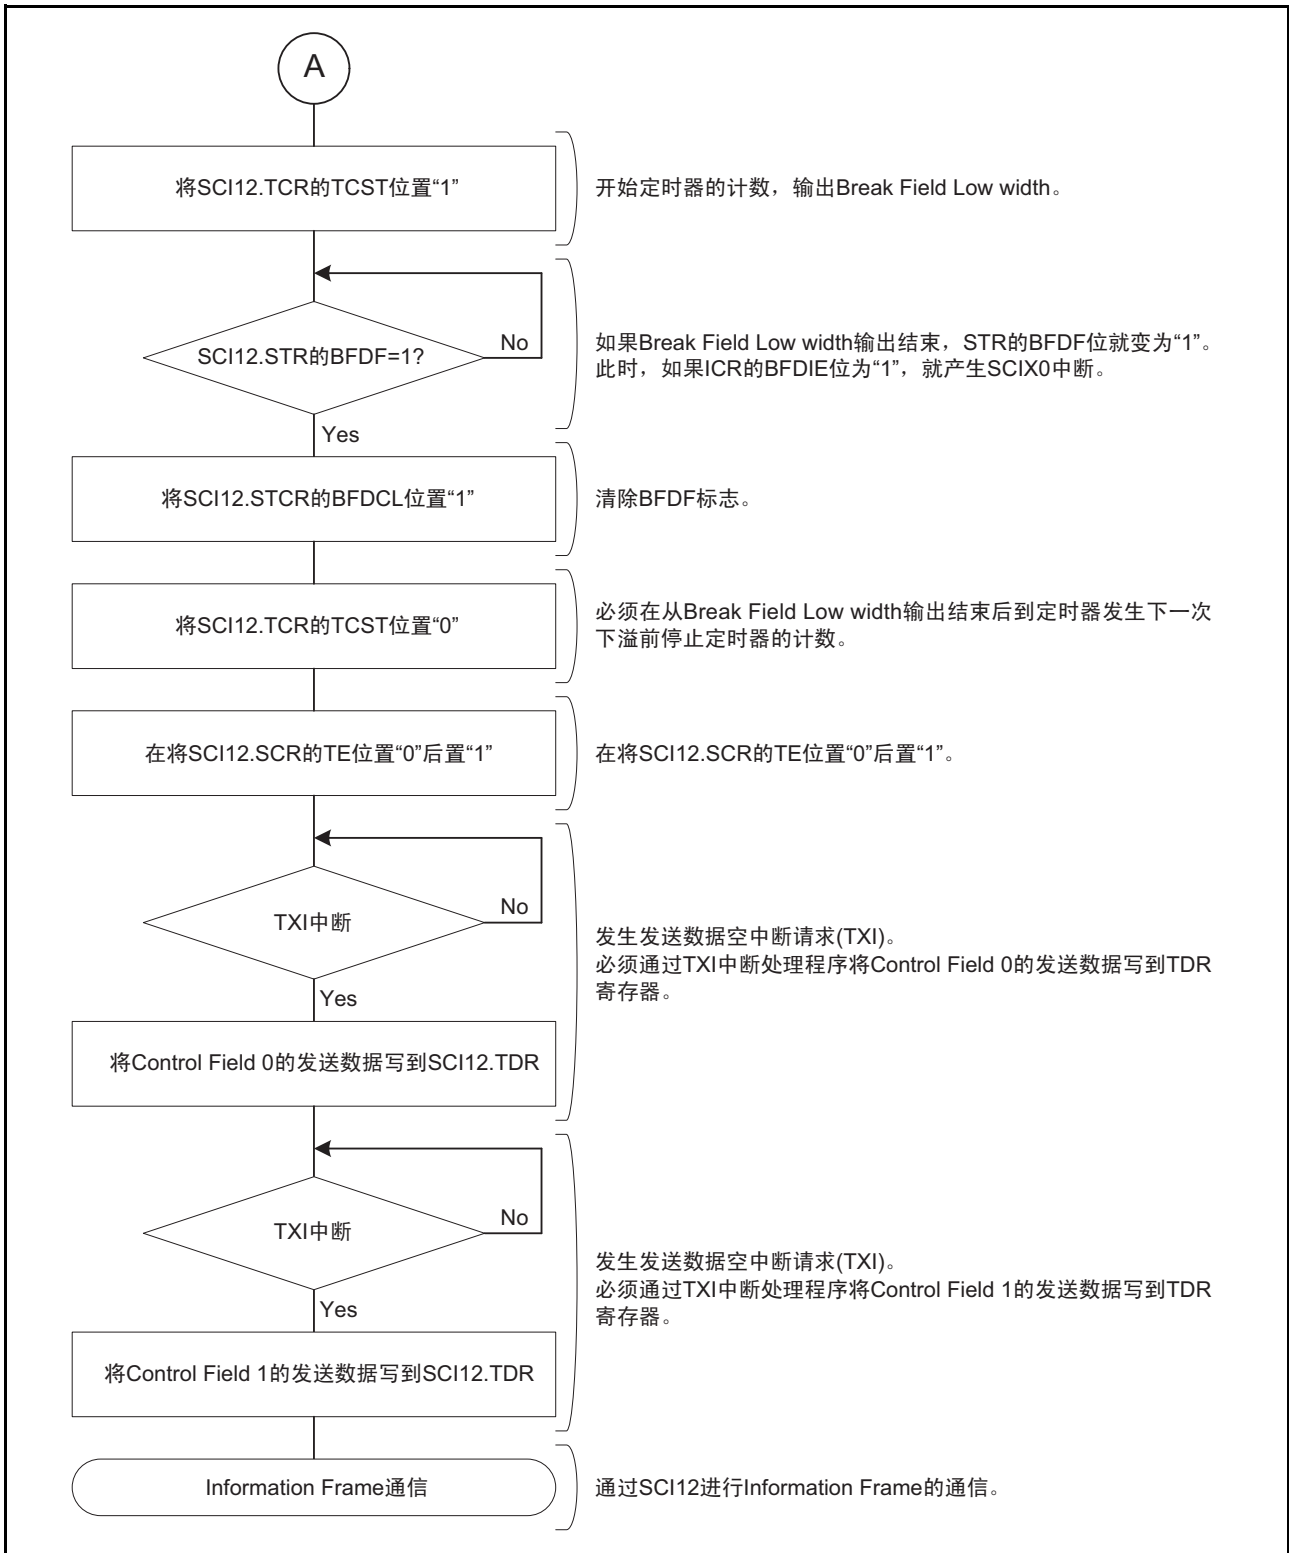 A
将SCI12.TCR的TCST位置“1”
开始定时器的计数，输出Break Field Low width。
SCI12.STR的BFDF=1?
No
如果Break Field Low width输出结束，STR的BFDF位就变为“1”。
此时，如果ICR的BFDIE位为“1”，就产生SCIX0中断。
Yes
将SCI12.STCR的BFDCL位置“1”
清除BFDF标志。
将SCI12.TCR的TCST位置“0”
必须在从Break Field Low width输出结束后到定时器发生下一次
下溢前停止定时器的计数。
在将SCI12.SCR的TE位置“0”后置“1”
在将SCI12.SCR的TE位置“0”后置“1”。
TXI中断
No
发生发送数据空中断请求(TXI)。
必须通过TXI中断处理程序将Control Field 0的发送数据写到TDR
寄存器。
Yes
将Control Field 0的发送数据写到SCI12.TDR
TXI中断
No
发生发送数据空中断请求(TXI)。
必须通过TXI中断处理程序将Control Field 1的发送数据写到TDR
寄存器。
Yes
将Control Field 1的发送数据写到SCI12.TDR
Information Frame通信
通过SCI12进行Information Frame的通信。